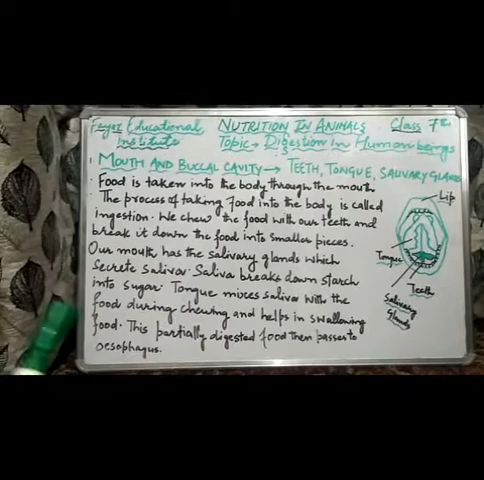 Feyaz Educational Institute
NUTRITION IN ANIMALS
Class 7th
Topic → Digestion in Human beings
MOUTH AND BUCCAL CAVITY → TEETH, TONGUE, SALIVARY GLANDS
Food is taken into the body through the mouth
The process of taking food into the body is called
ingestion. We chew the food with our teeth and
break it down the food into smaller pieces.
Our mouth has the salivary glands which
Secrete saliva. Saliva breaks down starch
into sugar. Tongue mixes saliva with the
food during chewing and helps in swallowing
food. This partially digested food then passes to
oesophagus.
Lip
Tongue
Teeth
Salivary
Glands